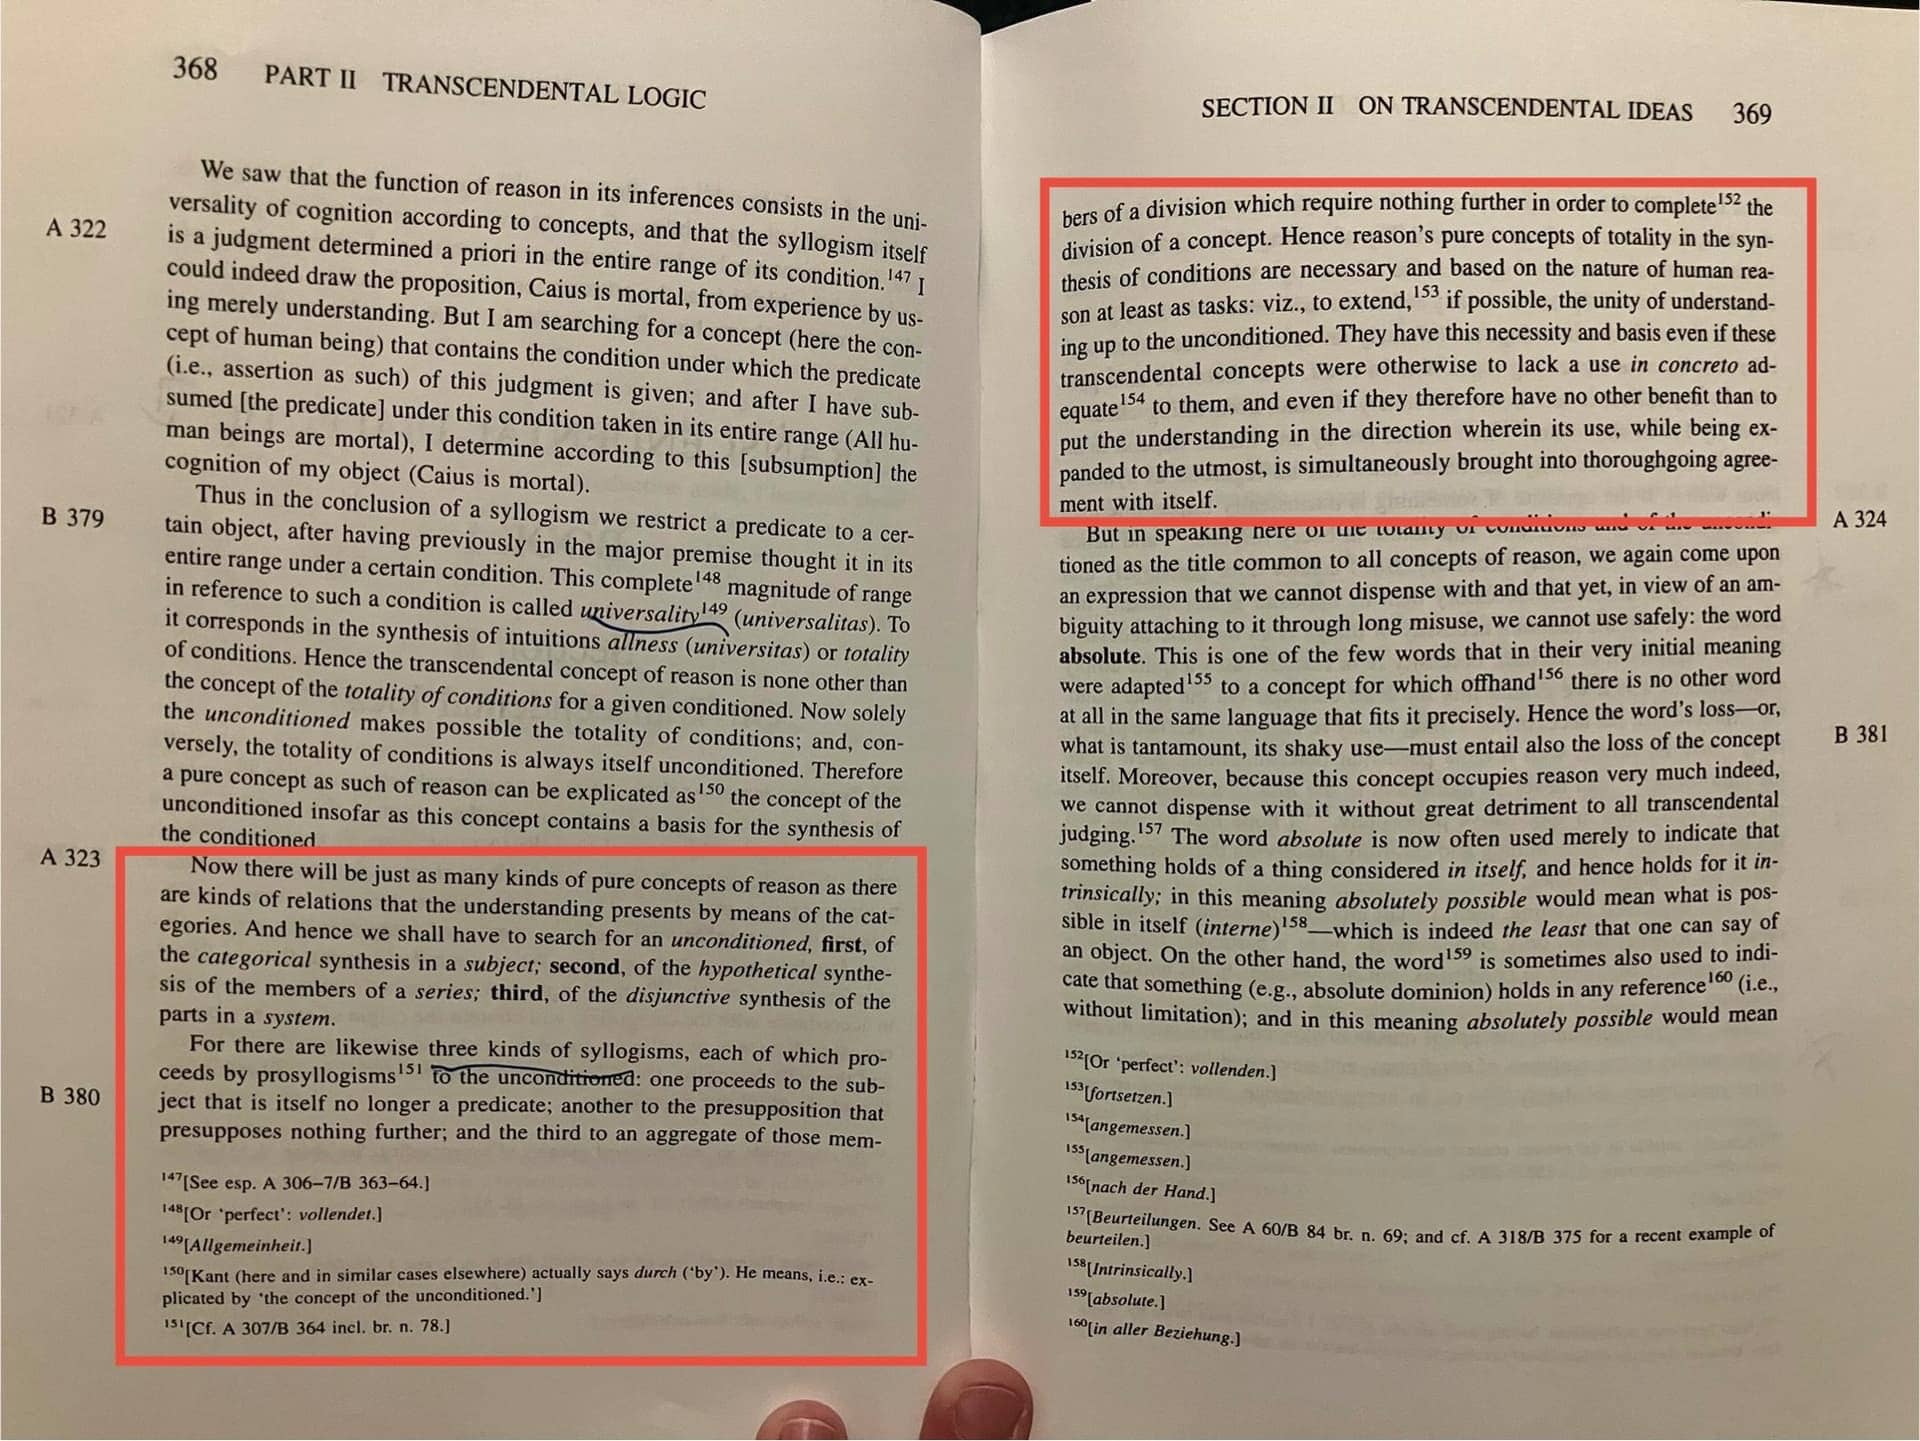 368 PART II TRANSCENDENTAL LOGIC
We saw that the function of reason in its inferences consists in the uni-
versality of cognition according to concepts, and that the syllogism itself
A 322
is a judgment determined a priori in the entire range of its condition.147 I
could indeed draw the proposition, Caius is mortal, from experience by us-
ing merely understanding. But I am searching for a concept (here the con-
cept of human being) that contains the condition under which the predicate
(i.e., assertion as such) of this judgment is given; and after I have sub-
sumed [the predicate] under this condition taken in its entire range (All hu-
man beings are mortal), I determine according to this [subsumption] the
cognition of my object (Caius is mortal).
Thus in the conclusion of a syllogism we restrict a predicate to a cer-
B 379
tain object, after having previously in the major premise thought it in its
entire range under a certain condition. This complete148 magnitude of range
in reference to such a condition is called universality149 (universalitas). To
it corresponds in the synthesis of intuitions allness (universitas) or totality
of conditions. Hence the transcendental concept of reason is none other than
the concept of the totality of conditions for a given conditioned. Now solely
the unconditioned makes possible the totality of conditions; and, con-
versely, the totality of conditions is always itself unconditioned. Therefore
a pure concept as such of reason can be explicated as150 the concept of the
unconditioned insofar as this concept contains a basis for the synthesis of
the conditioned
A 323
Now there will be just as many kinds of pure concepts of reason as there
are kinds of relations that the understanding presents by means of the cat-
egories. And hence we shall have to search for an unconditioned, first, of
the categorical synthesis in a subject; second, of the hypothetical synthe-
sis of the members of a series; third, of the disjunctive synthesis of the
parts in a system.
For there are likewise three kinds of syllogisms, each of which pro-
ceeds by prosyllogisms151 to the unconditioned: one proceeds to the sub-
B 380
ject that is itself no longer a predicate; another to the presupposition that
presupposes nothing further; and the third to an aggregate of those mem-
147[See esp. A 306–7/B 363–64.]
148[Or 'perfect': vollendet.]
149[Allgemeinheit.]
150[Kant (here and in similar cases elsewhere) actually says durch ('by'). He means, i.e.: ex-
plicated by 'the concept of the unconditioned.']
151[Cf. A 307/B 364 incl. br. n. 78.]
SECTION II ON TRANSCENDENTAL IDEAS 369
bers of a division which require nothing further in order to complete152 the
division of a concept. Hence reason's pure concepts of totality in the syn-
thesis of conditions are necessary and based on the nature of human rea-
son at least as tasks: viz., to extend,153 if possible, the unity of understand-
ing up to the unconditioned. They have this necessity and basis even if these
transcendental concepts were otherwise to lack a use in concreto ad-
equate154 to them, and even if they therefore have no other benefit than to
put the understanding in the direction wherein its use, while being ex-
panded to the utmost, is simultaneously brought into thoroughgoing agree-
ment with itself.
But in speaking here of the totality of conditions and of the uncondi-
A 324
tioned as the title common to all concepts of reason, we again come upon
an expression that we cannot dispense with and that yet, in view of an am-
biguity attaching to it through long misuse, we cannot use safely: the word
absolute. This is one of the few words that in their very initial meaning
were adapted155 to a concept for which offhand156 there is no other word
at all in the same language that fits it precisely. Hence the word's loss—or,
B 381
what is tantamount, its shaky use—must entail also the loss of the concept
itself. Moreover, because this concept occupies reason very much indeed,
we cannot dispense with it without great detriment to all transcendental
judging.157 The word absolute is now often used merely to indicate that
something holds of a thing considered in itself, and hence holds for it in-
trinsically; in this meaning absolutely possible would mean what is pos-
sible in itself (interne)158—which is indeed the least that one can say of
an object. On the other hand, the word159 is sometimes also used to indi-
cate that something (e.g., absolute dominion) holds in any reference160 (i.e.,
without limitation); and in this meaning absolutely possible would mean
152[Or 'perfect': vollenden.]
153[fortsetzen.]
154[angemessen.]
155[angemessen.]
156[nach der Hand.]
157[Beurteilungen. See A 60/B 84 br. n. 69; and cf. A 318/B 375 for a recent example of
beurteilen.]
158[Intrinsically.]
159[absolute.]
160[in aller Beziehung.]